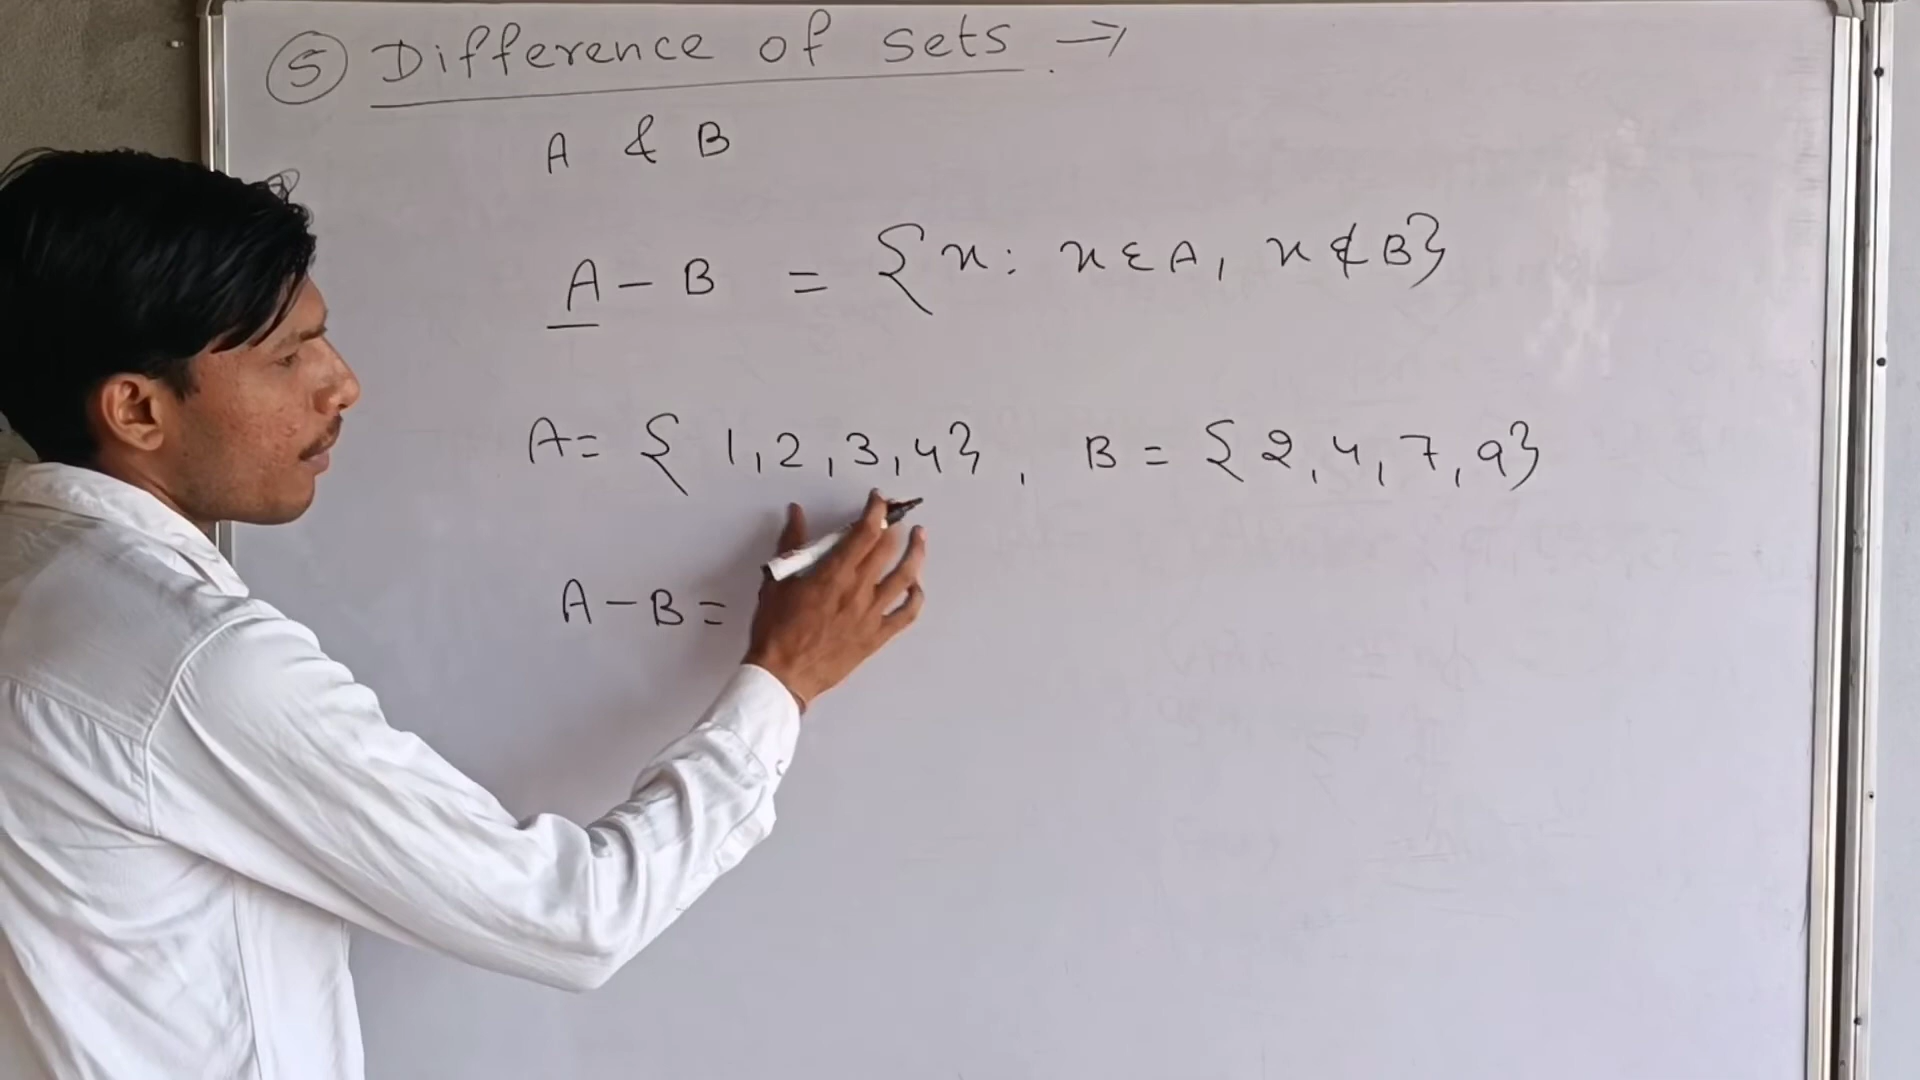 ⑤ Difference of sets →
A & B
A - B = {x: x ∈ A, x ∉ B}
A = {1,2,3,4}, B = {2,4,7,9}
A - B =